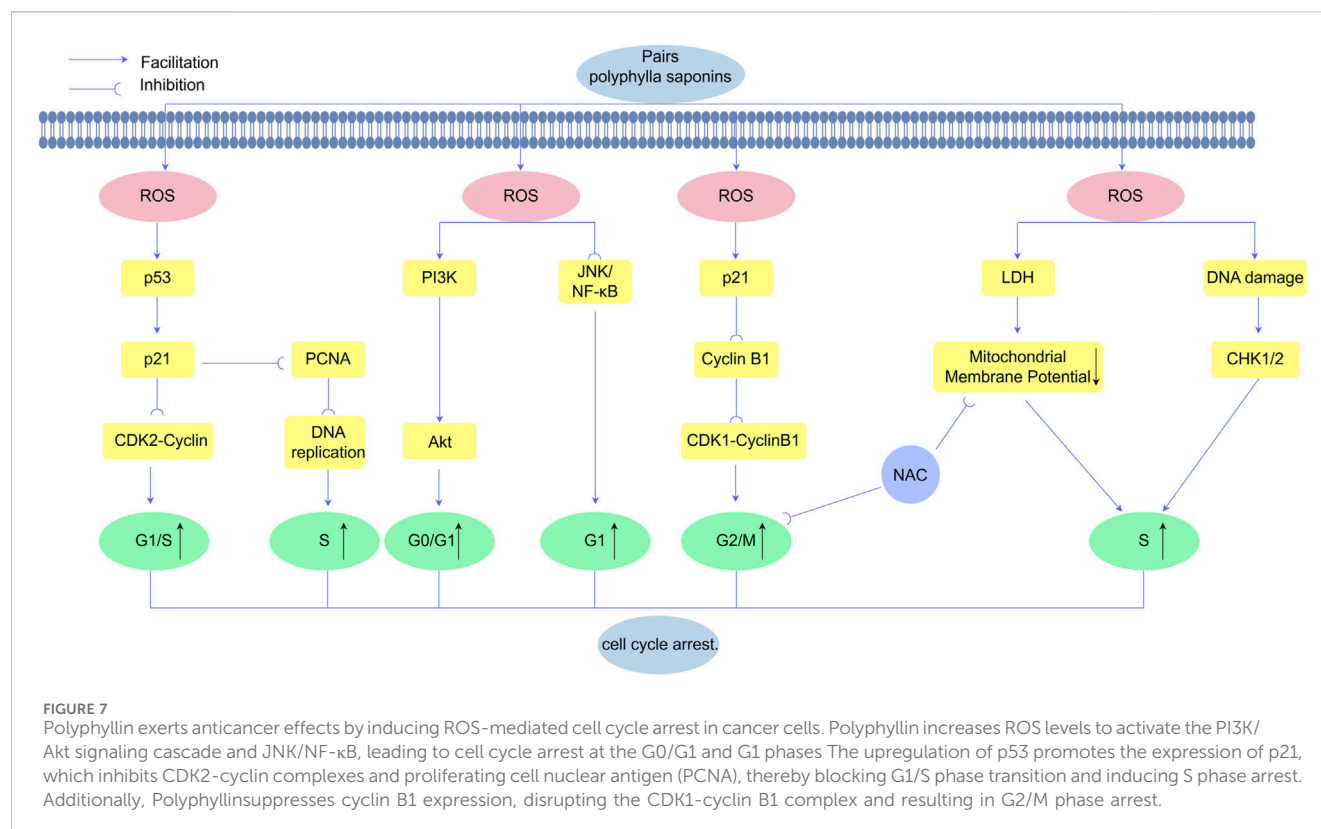 Facilitation
Inhibition
Pairs
polyphylla saponins
ROS
ROS
ROS
ROS
p53
PI3K
JNK/
NF-κB
p21
LDH
DNA damage
p21
PCNA
Cyclin B1
Mitochondrial
Membrane Potential
CHK1/2
CDK2-Cyclin
DNA
replication
Akt
CDK1-CyclinB1
NAC
G1/S
S
G0/G1
G1
G2/M
S
cell cycle arrest.
FIGURE 7
Polyphyllin exerts anticancer effects by inducing ROS-mediated cell cycle arrest in cancer cells. Polyphyllin increases ROS levels to activate the PI3K/
Akt signaling cascade and JNK/NF-κB, leading to cell cycle arrest at the G0/G1 and G1 phases The upregulation of p53 promotes the expression of p21,
which inhibits CDK2-cyclin complexes and proliferating cell nuclear antigen (PCNA), thereby blocking G1/S phase transition and inducing S phase arrest.
Additionally, Polyphyllinsuppresses cyclin B1 expression, disrupting the CDK1-cyclin B1 complex and resulting in G2/M phase arrest.